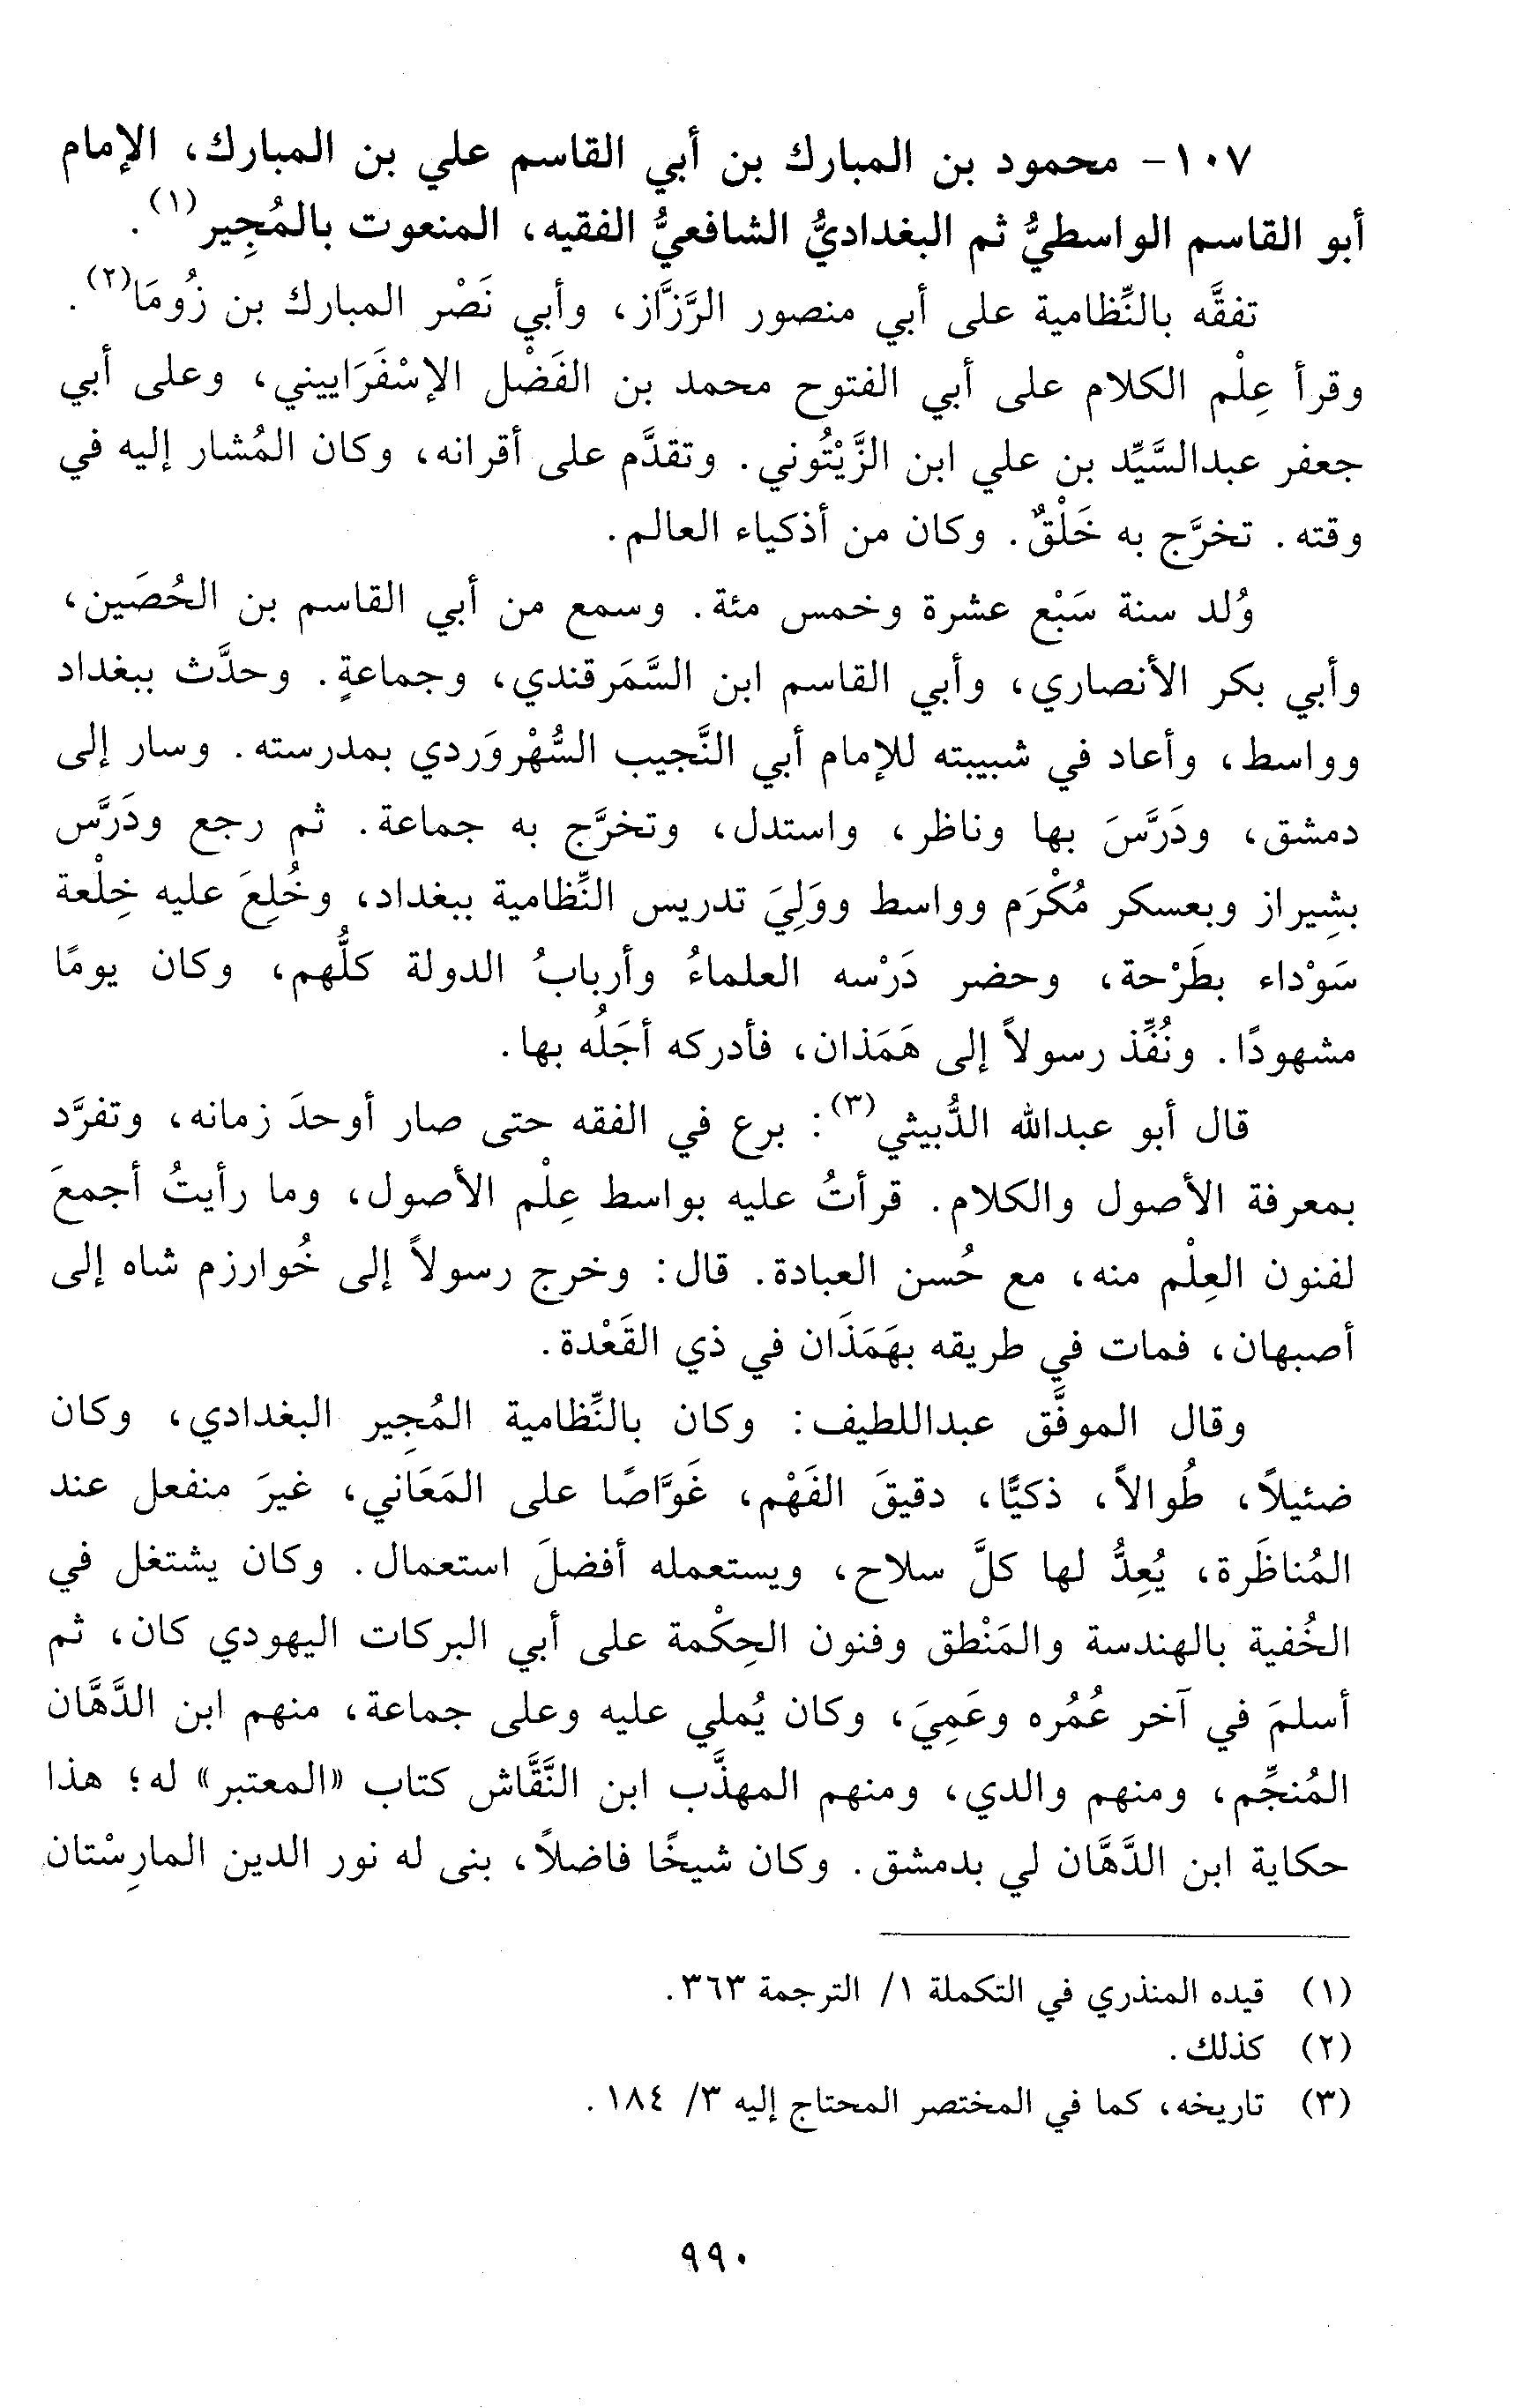 ١٠٧- محمود بن المبارك بن أبي القاسم علي بن المبارك، الإمام
أبو القاسم الواسطيُّ ثم البغداديُّ الشافعيُّ الفقيه، المنعوت بالمُجِير(١).
تفقَّه بالنِّظامية على أبي منصور الرَّزَّاز، وأبي نَصْر المبارك بن زُومَا(٢).
وقرأ عِلْم الكلام على أبي الفتوح محمد بن الفَضْل الإسْفَرَاييني، وعلى أبي
جعفر عبدالسَّيِّد بن علي ابن الزَّيْتُوني. وتقدَّم على أقرانه، وكان المُشار إليه في
وقته. تخرَّج به خَلْقٌ. وكان من أذكياء العالم.
وُلد سنة سَبْع عشرة وخمس مئة. وسمع من أبي القاسم بن الحُصَين،
وأبي بكر الأنصاري، وأبي القاسم ابن السَّمَرقندي، وجماعةٍ. وحدَّث ببغداد
وواسط، وأعاد في شبيبته للإمام أبي النَّجيب السُّهْروَردي بمدرسته. وسار إلى
دمشق، ودَرَّسَ بها وناظر، واستدل، وتخرَّج به جماعة. ثم رجع ودَرَّس
بشِيراز وبعسكر مُكْرَم وواسط ووَلِيَ تدريس النِّظامية ببغداد، وخُلِعَ عليه خِلْعة
سَوْداء بطَرْحة، وحضر دَرْسه العلماءُ وأربابُ الدولة كلُّهم، وكان يومًا
مشهودًا. ونُفِّذ رسولاً إلى هَمَذان، فأدركه أجَلُه بها.
قال أبو عبدالله الدُّبيثي(٣): برع في الفقه حتى صار أوحدَ زمانه، وتفرَّد
بمعرفة الأصول والكلام. قرأتُ عليه بواسط عِلْم الأصول، وما رأيتُ أجمعَ
لفنون العِلْم منه، مع حُسن العبادة. قال: وخرج رسولاً إلى خُوارزم شاه إلى
أصبهان، فمات في طريقه بهَمَذَان في ذي القَعْدة.
وقال الموفَّق عبداللطيف: وكان بالنِّظامية المُجِير البغدادي، وكان
ضئيلاً، طُوالاً، ذكيًّا، دقيقَ الفَهْم، غَوَّاصًا على المَعَاني، غيرَ منفعل عند
المُناظَرة، يُعِدُّ لها كلَّ سلاح، ويستعمله أفضلَ استعمال. وكان يشتغل في
الخُفية بالهندسة والمَنْطق وفنون الحِكْمة على أبي البركات اليهودي كان، ثم
أسلمَ في آخر عُمُره وعَمِيَ، وكان يُملي عليه وعلى جماعة، منهم ابن الدَّهَّان
المُنجِّم، ومنهم والدي، ومنهم المهذَّب ابن النَّقَّاش كتاب «المعتبر» له؛ هذا
حكاية ابن الدَّهَّان لي بدمشق. وكان شيخًا فاضلاً، بنى له نور الدين المارِسْتان
(١) قيده المنذري في التكملة ١/ الترجمة ٣٦٣.
(٢) كذلك.
(٣) تاريخه، كما في المختصر المحتاج إليه ٣/ ١٨٤.
٩٩٠